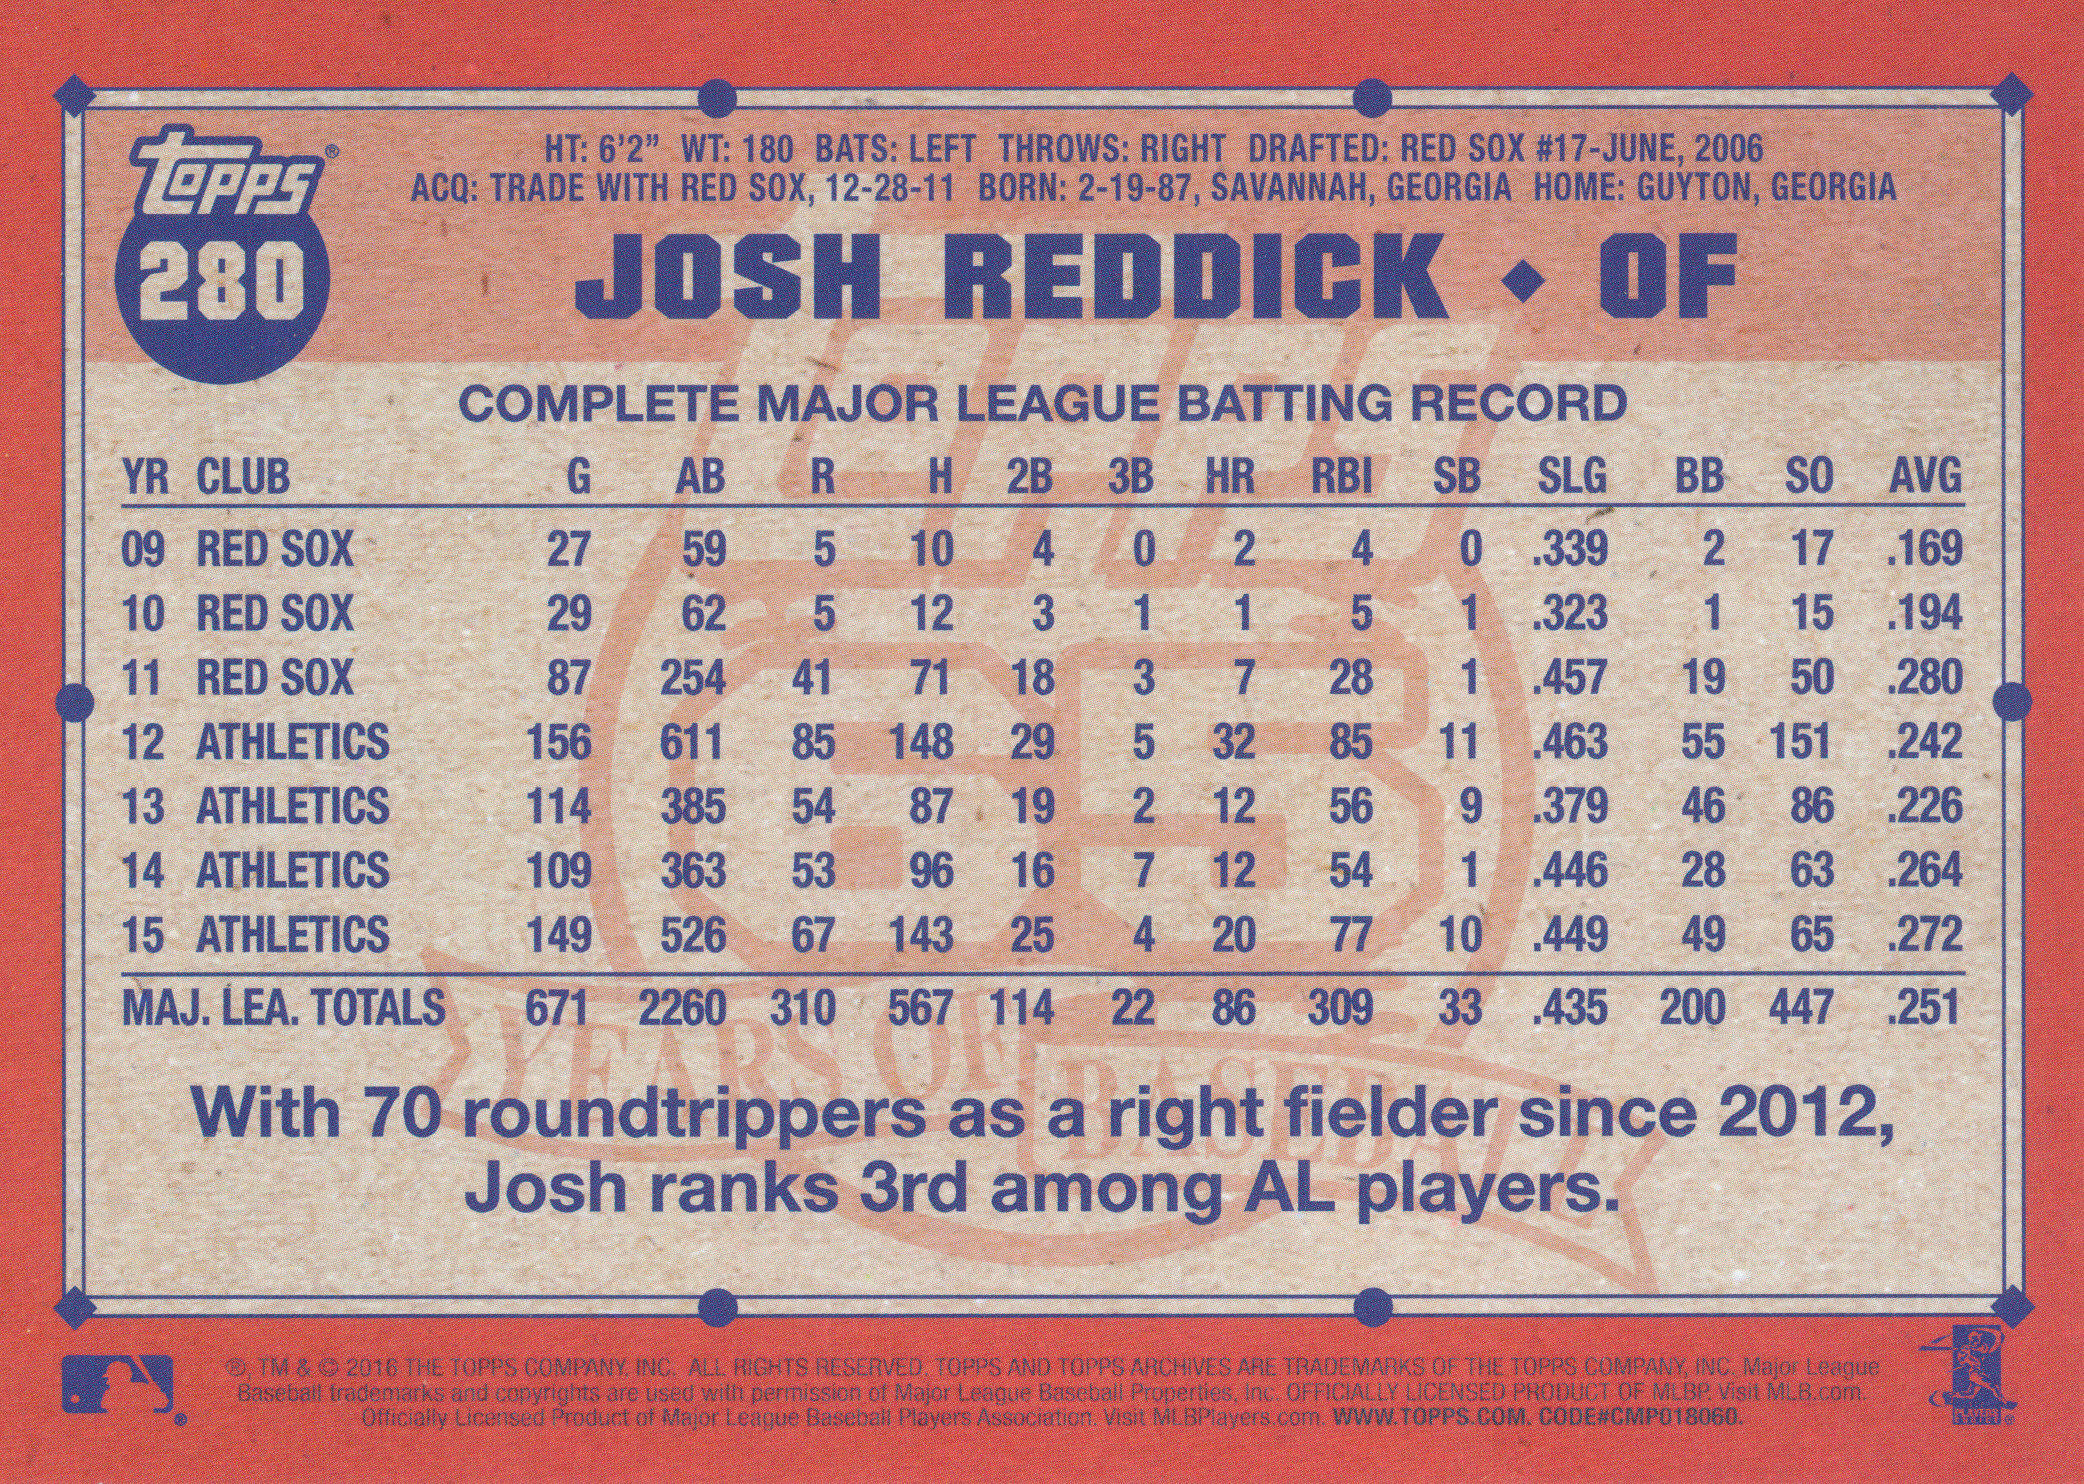 Topps ®
280
HT: 6'2" WT: 180 BATS: LEFT THROWS: RIGHT DRAFTED: RED SOX #17-JUNE, 2006
ACQ: TRADE WITH RED SOX, 12-28-11 BORN: 2-19-87, SAVANNAH, GEORGIA HOME: GUYTON, GEORGIA
JOSH REDDICK ◆ OF
COMPLETE MAJOR LEAGUE BATTING RECORD
YR CLUB G AB R H 2B 3B HR RBI SB SLG BB SO AVG
09 RED SOX 27 59 5 10 4 0 2 4 0 .339 2 17 .169
10 RED SOX 29 62 5 12 3 1 1 5 1 .323 1 15 .194
11 RED SOX 87 254 41 71 18 3 7 28 1 .457 19 50 .280
12 ATHLETICS 156 611 85 148 29 5 32 85 11 .463 55 151 .242
13 ATHLETICS 114 385 54 87 19 2 12 56 9 .379 46 86 .226
14 ATHLETICS 109 363 53 96 16 7 12 54 1 .446 28 63 .264
15 ATHLETICS 149 526 67 143 25 4 20 77 10 .449 49 65 .272
MAJ. LEA. TOTALS 671 2260 310 567 114 22 86 309 33 .435 200 447 .251
Topps
65
YEARS OF BASEBALL
With 70 roundtrippers as a right fielder since 2012,
Josh ranks 3rd among AL players.
®, TM & © 2016 THE TOPPS COMPANY, INC. ALL RIGHTS RESERVED. TOPPS AND TOPPS ARCHIVES ARE TRADEMARKS OF THE TOPPS COMPANY, INC. Major League
Baseball trademarks and copyrights are used with permission of Major League Baseball Properties, Inc. OFFICIALLY LICENSED PRODUCT OF MLBP. Visit MLB.com.
Officially Licensed Product of Major League Baseball Players Association. Visit MLBPlayers.com. WWW.TOPPS.COM. CODE#CMP018060.
PLAYERS